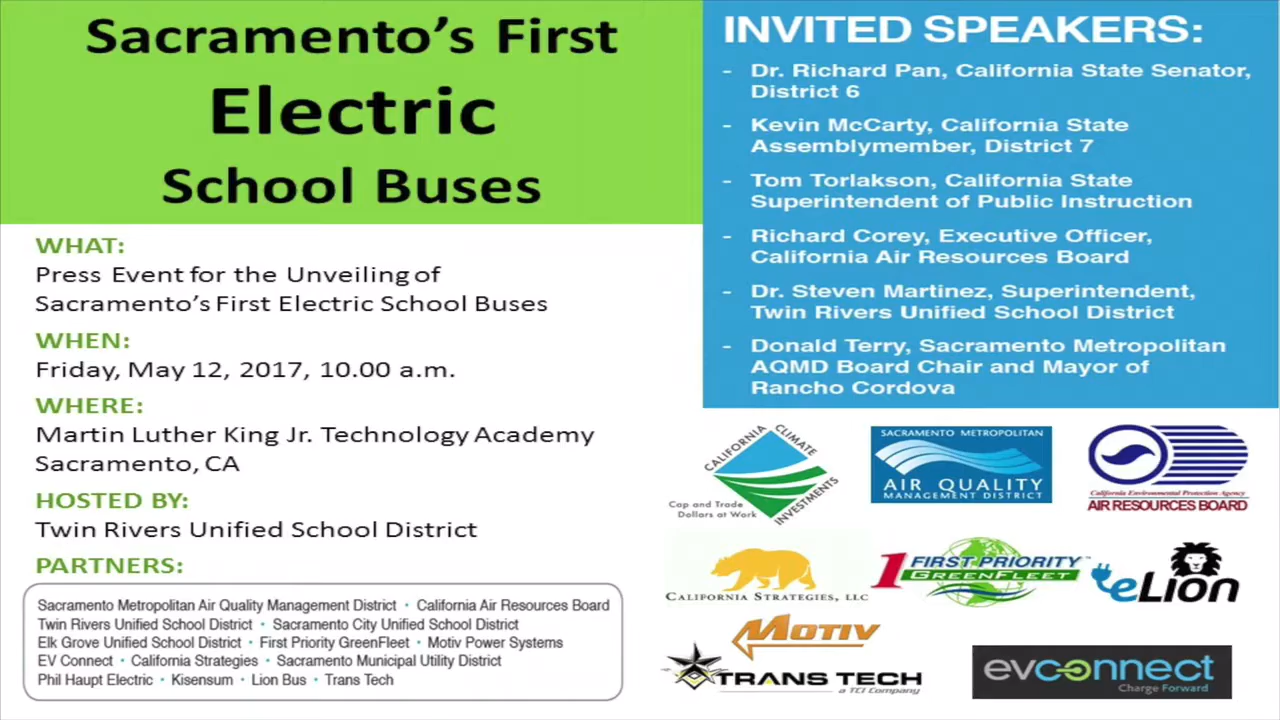 Sacramento's First
Electric
School Buses
WHAT:
Press Event for the Unveiling of
Sacramento's First Electric School Buses
WHEN:
Friday, May 12, 2017, 10.00 a.m.
WHERE:
Martin Luther King Jr. Technology Academy
Sacramento, CA
HOSTED BY:
Twin Rivers Unified School District
PARTNERS:
Sacramento Metropolitan Air Quality Management District • California Air Resources Board
Twin Rivers Unified School District • Sacramento City Unified School District
Elk Grove Unified School District • First Priority GreenFleet • Motiv Power Systems
EV Connect • California Strategies • Sacramento Municipal Utility District
Phil Haupt Electric • Kisensum • Lion Bus • Trans Tech
INVITED SPEAKERS:
- Dr. Richard Pan, California State Senator,
District 6
- Kevin McCarty, California State
Assemblymember, District 7
- Tom Torlakson, California State
Superintendent of Public Instruction
- Richard Corey, Executive Officer,
California Air Resources Board
- Dr. Steven Martinez, Superintendent,
Twin Rivers Unified School District
- Donald Terry, Sacramento Metropolitan
AQMD Board Chair and Mayor of
Rancho Cordova
CALIFORNIA CLIMATE
INVESTMENTS
Cap and Trade
Dollars at Work
SACRAMENTO METROPOLITAN
AIR QUALITY
MANAGEMENT DISTRICT
California Environmental Protection Agency
AIR RESOURCES BOARD
CALIFORNIA STRATEGIES, LLC
1 FIRST PRIORITY™
GREENFLEET
eLion
MOTIV
TRANS TECH
a TCI Company
evconnect
Charge Forward